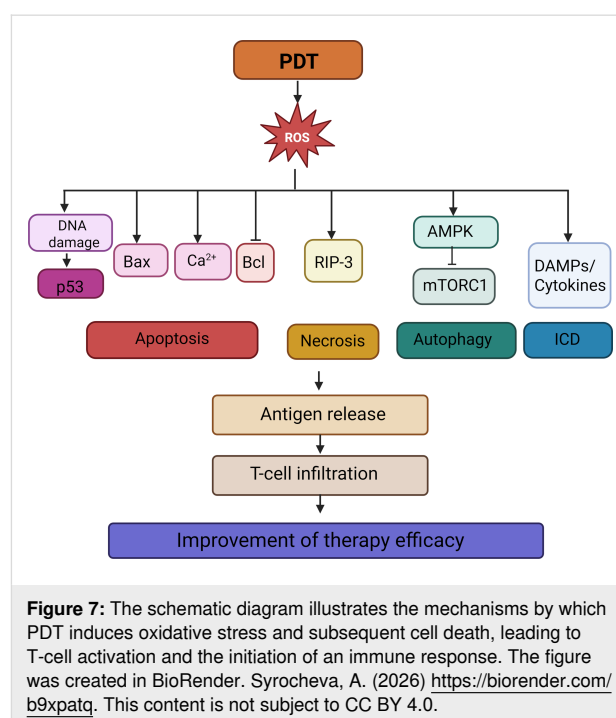 PDT
ROS
DNA
damage
p53
Bax
Ca²⁺
Bcl
RIP-3
AMPK
mTORC1
DAMPs/
Cytokines
Apoptosis
Necrosis
Autophagy
ICD
Antigen release
T-cell infiltration
Improvement of therapy efficacy
Figure 7: The schematic diagram illustrates the mechanisms by which
PDT induces oxidative stress and subsequent cell death, leading to
T-cell activation and the initiation of an immune response. The figure
was created in BioRender. Syrocheva, A. (2026) https://biorender.com/
b9xpatq. This content is not subject to CC BY 4.0.